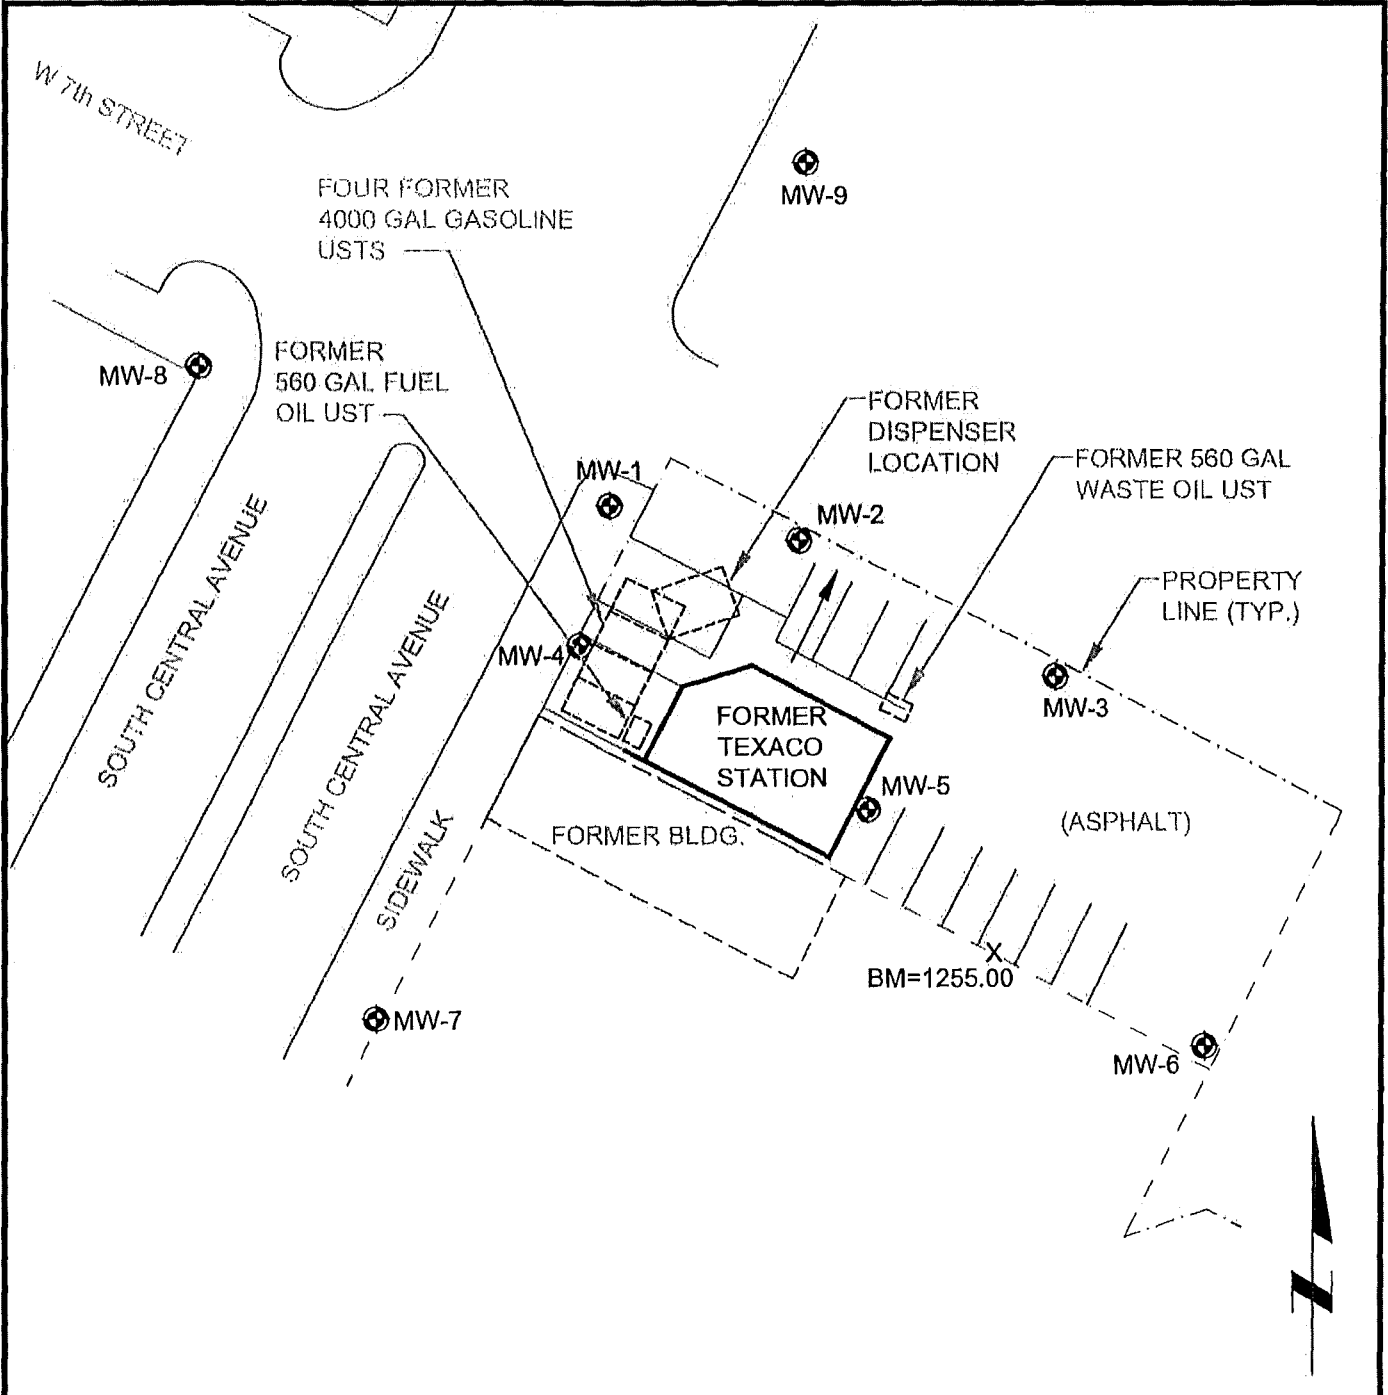 W 7th STREET
FOUR FORMER
4000 GAL GASOLINE
USTS
MW-9
FORMER
560 GAL FUEL
OIL UST
MW-8
FORMER
DISPENSER
LOCATION
FORMER 560 GAL
WASTE OIL UST
MW-1
MW-2
PROPERTY
LINE (TYP.)
MW-4
MW-3
SOUTH CENTRAL AVENUE
SOUTH CENTRAL AVENUE
SIDEWALK
FORMER
TEXACO
STATION
MW-5
FORMER BLDG.
(ASPHALT)
X
BM=1255.00
MW-7
MW-6
N